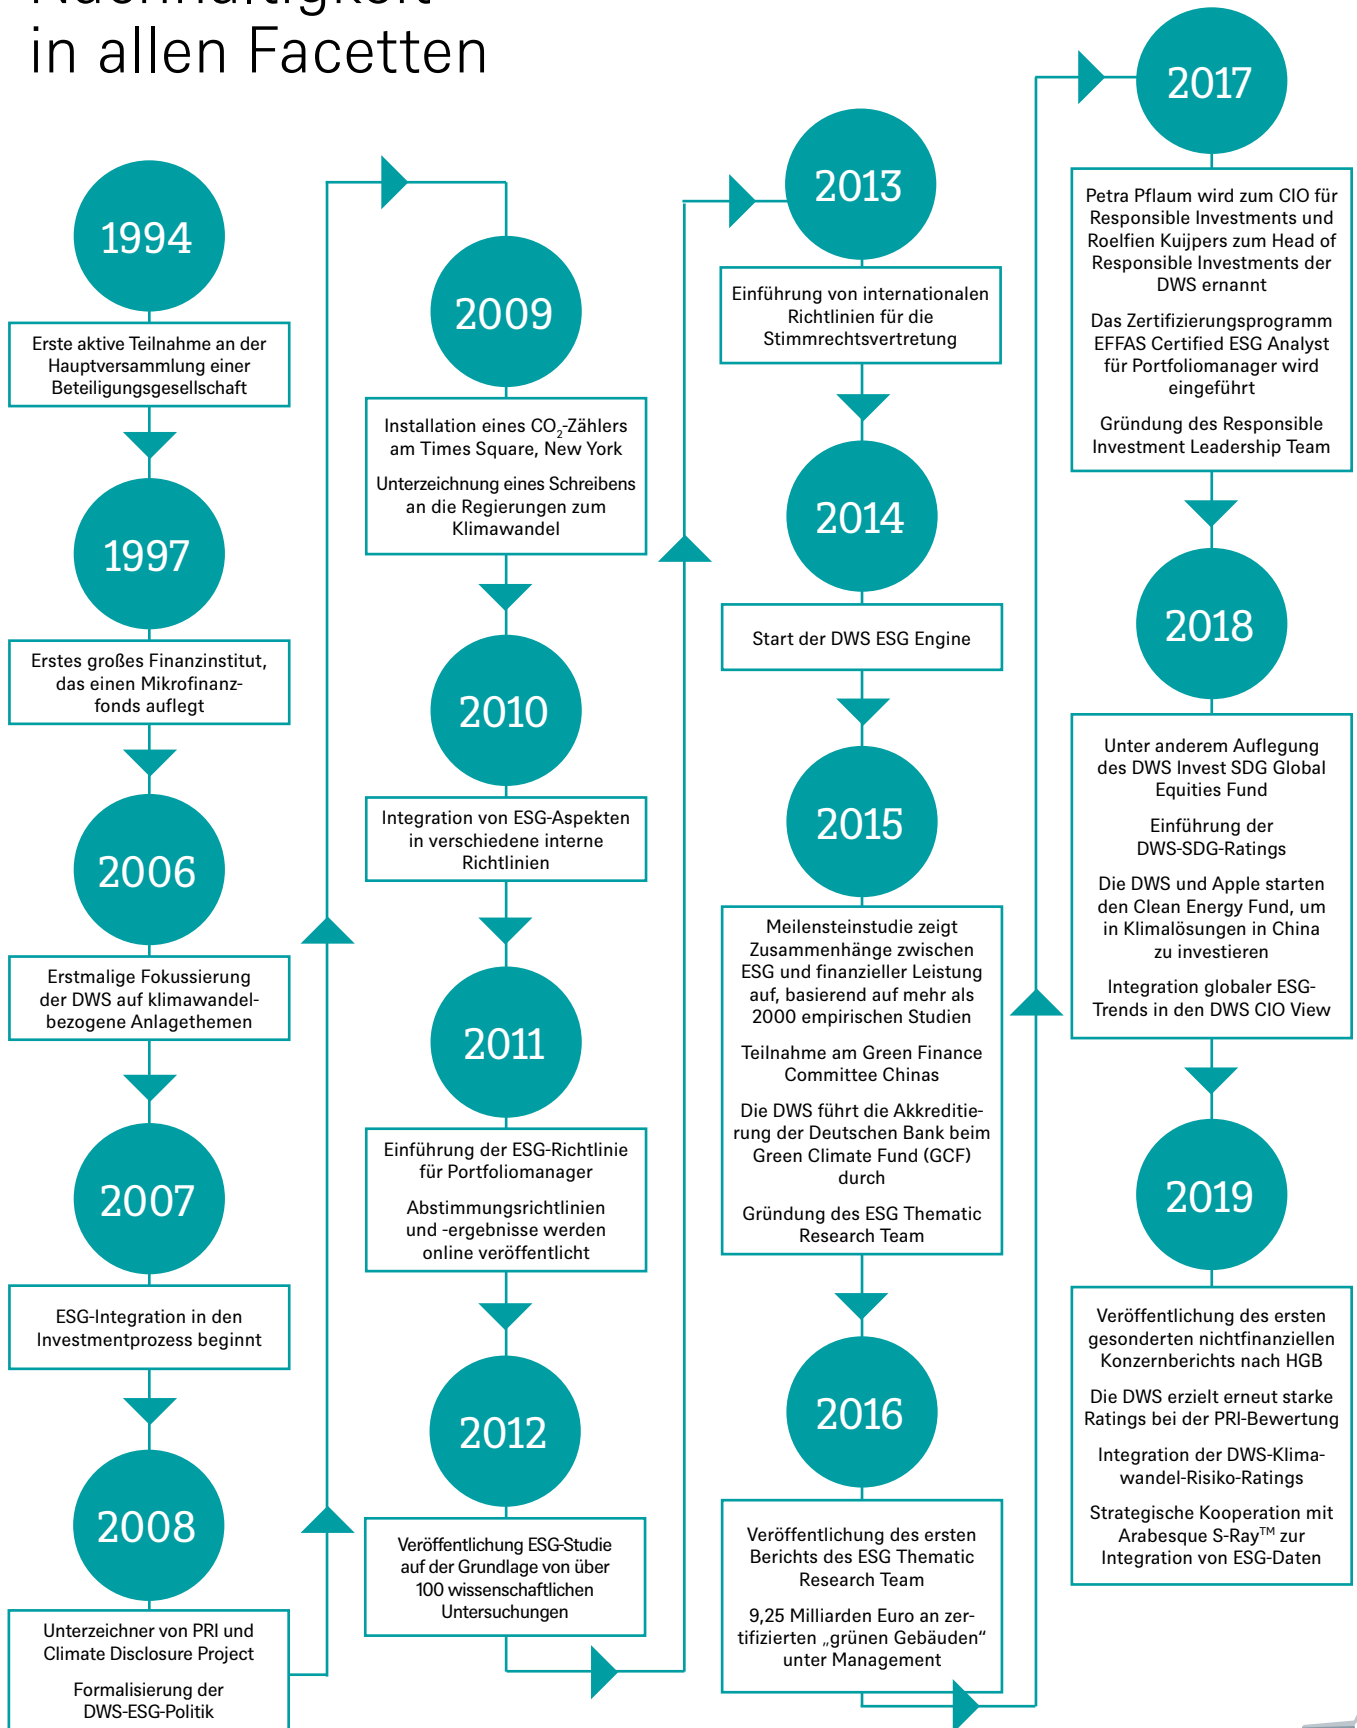 Nachhaltigkeit
in allen Facetten
1994
Erste aktive Teilnahme an der
Hauptversammlung einer
Beteiligungsgesellschaft
1997
Erstes großes Finanzinstitut,
das einen Mikrofinanz-
fonds auflegt
2006
Erstmalige Fokussierung
der DWS auf klimawandel-
bezogene Anlagethemen
2007
ESG-Integration in den
Investmentprozess beginnt
2008
Unterzeichner von PRI und
Climate Disclosure Project
Formalisierung der
DWS-ESG-Politik
2009
Installation eines CO₂-Zählers
am Times Square, New York
Unterzeichnung eines Schreibens
an die Regierungen zum
Klimawandel
2010
Integration von ESG-Aspekten
in verschiedene interne
Richtlinien
2011
Einführung der ESG-Richtlinie
für Portfoliomanager
Abstimmungsrichtlinien
und -ergebnisse werden
online veröffentlicht
2012
Veröffentlichung ESG-Studie
auf der Grundlage von über
100 wissenschaftlichen
Untersuchungen
2013
Einführung von internationalen
Richtlinien für die
Stimmrechtsvertretung
2014
Start der DWS ESG Engine
2015
Meilensteinstudie zeigt
Zusammenhänge zwischen
ESG und finanzieller Leistung
auf, basierend auf mehr als
2000 empirischen Studien
Teilnahme am Green Finance
Committee Chinas
Die DWS führt die Akkreditie-
rung der Deutschen Bank beim
Green Climate Fund (GCF)
durch
Gründung des ESG Thematic
Research Team
2016
Veröffentlichung des ersten
Berichts des ESG Thematic
Research Team
9,25 Milliarden Euro an zer-
tifizierten „grünen Gebäuden“
unter Management
2017
Petra Pflaum wird zum CIO für
Responsible Investments und
Roelfien Kuijpers zum Head of
Responsible Investments der
DWS ernannt
Das Zertifizierungsprogramm
EFFAS Certified ESG Analyst
für Portfoliomanager wird
eingeführt
Gründung des Responsible
Investment Leadership Team
2018
Unter anderem Auflegung
des DWS Invest SDG Global
Equities Fund
Einführung der
DWS-SDG-Ratings
Die DWS und Apple starten
den Clean Energy Fund, um
in Klimalösungen in China
zu investieren
Integration globaler ESG-
Trends in den DWS CIO View
2019
Veröffentlichung des ersten
gesonderten nichtfinanziellen
Konzernberichts nach HGB
Die DWS erzielt erneut starke
Ratings bei der PRI-Bewertung
Integration der DWS-Klima-
wandel-Risiko-Ratings
Strategische Kooperation mit
Arabesque S-Ray™ zur
Integration von ESG-Daten